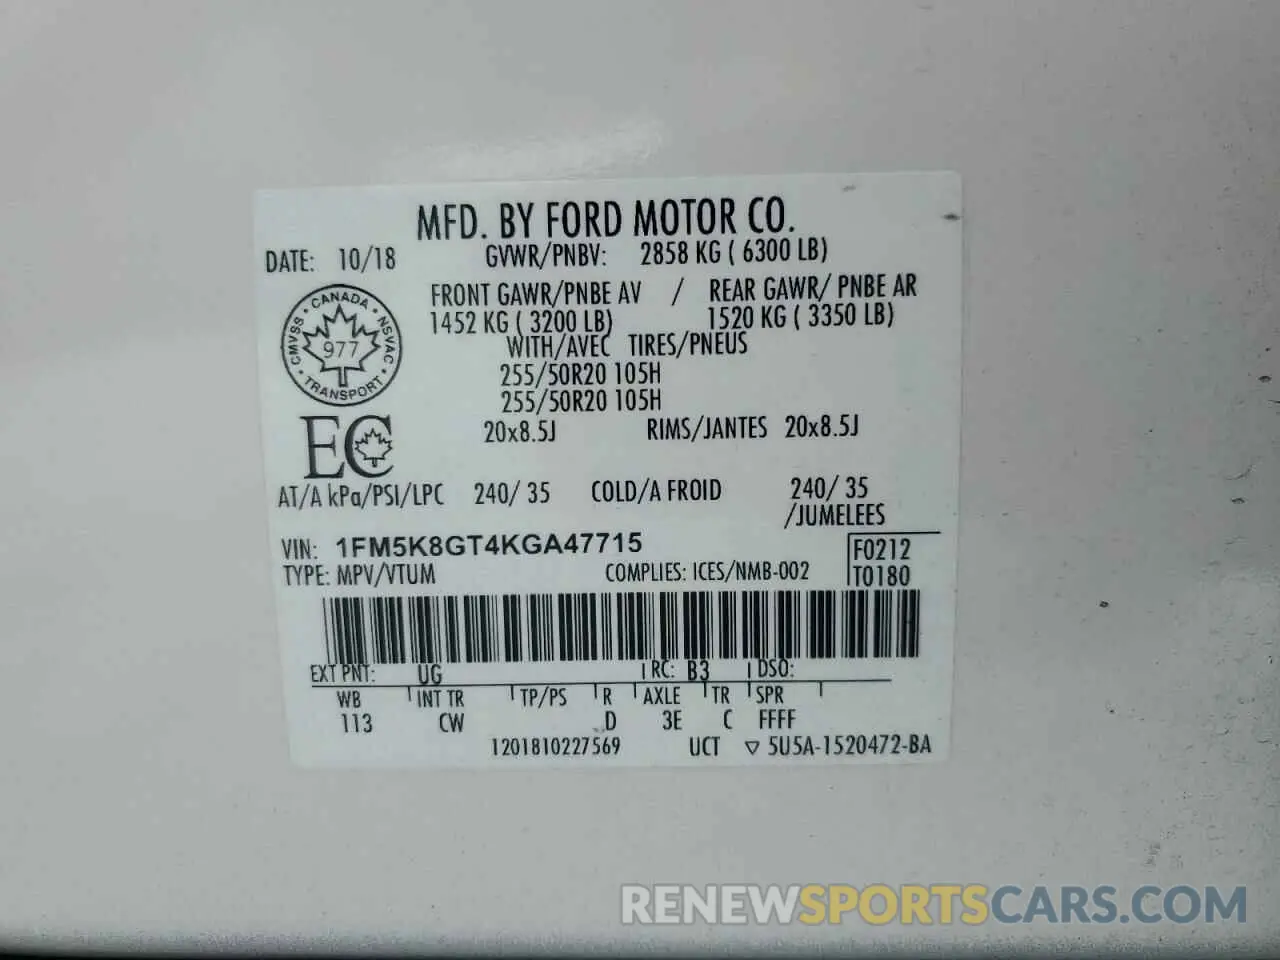 MFD. BY FORD MOTOR CO.
DATE: 10/18 GVWR/PNBV: 2858 KG ( 6300 LB)
FRONT GAWR/PNBE AV / REAR GAWR/ PNBE AR
1452 KG ( 3200 LB) 1520 KG ( 3350 LB)
WITH/AVEC TIRES/PNEUS
255/50R20 105H
255/50R20 105H
20x8.5J RIMS/JANTES 20x8.5J
CANADA
CMVSS NSVAC
977
TRANSPORT
EC
AT/A kPa/PSI/LPC 240/ 35 COLD/A FROID 240/ 35
/JUMELEES
VIN: 1FM5K8GT4KGA47715 F0212
TYPE: MPV/VTUM COMPLIES: ICES/NMB-002 T0180
EXT PNT: UG RC: B3 DSO:
WB INT TR TP/PS R AXLE TR SPR
113 CW D 3E C FFFF
1201810227569 UCT ▽ 5U5A-1520472-BA
RENEWSPORTSCARS.COM